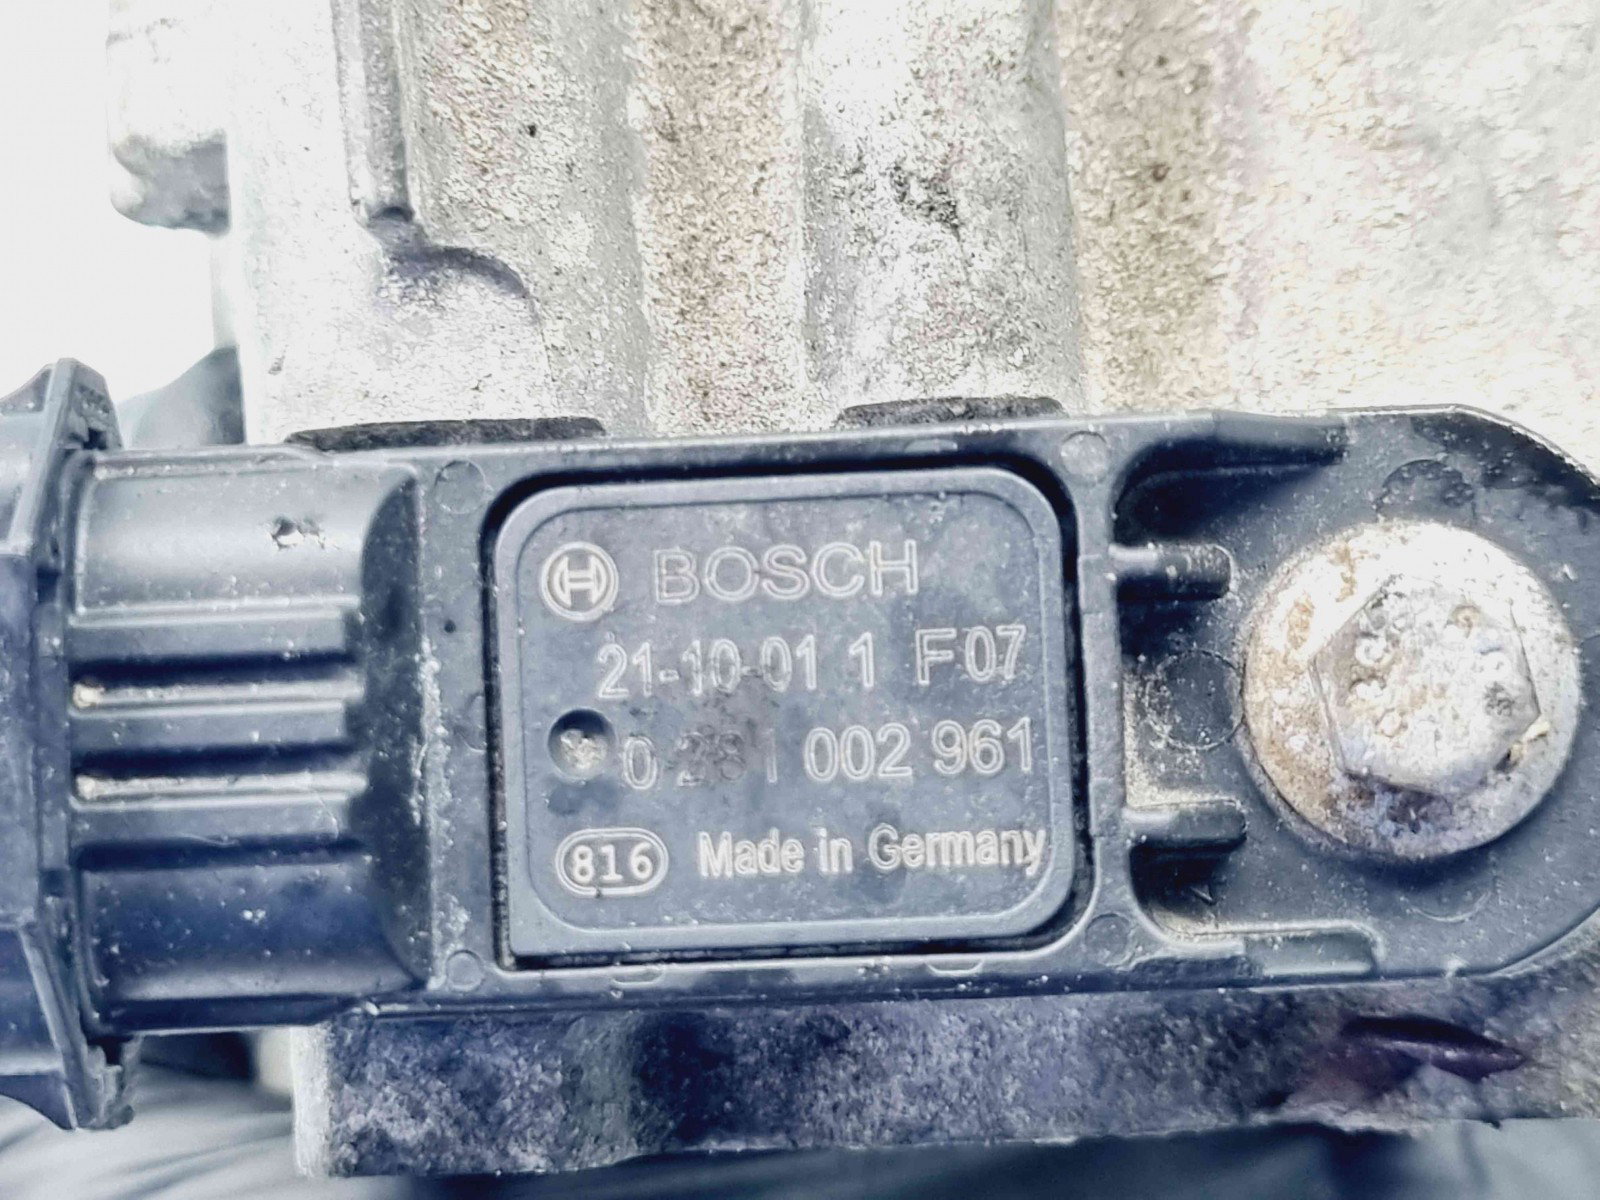 BOSCH
21-10-01 1 F07
0 281 002 961
816 Made in Germany